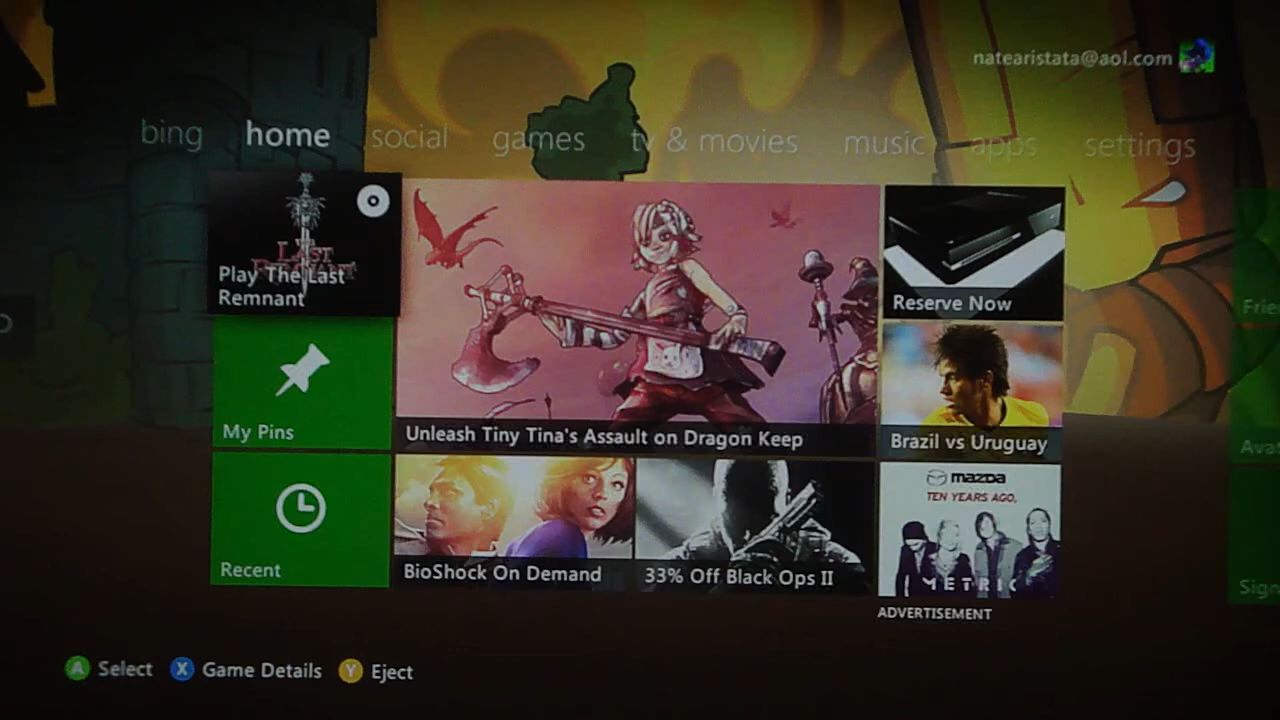 natearistata@aol.com
bing home social games tv & movies music apps settings
LAST REMNANT
Play The Last
Remnant
My Pins
Recent
Unleash Tiny Tina's Assault on Dragon Keep
BioShock On Demand
33% Off Black Ops II
Reserve Now
Brazil vs Uruguay
mazda
TEN YEARS AGO,
METRIC
ADVERTISEMENT
A Select X Game Details Y Eject